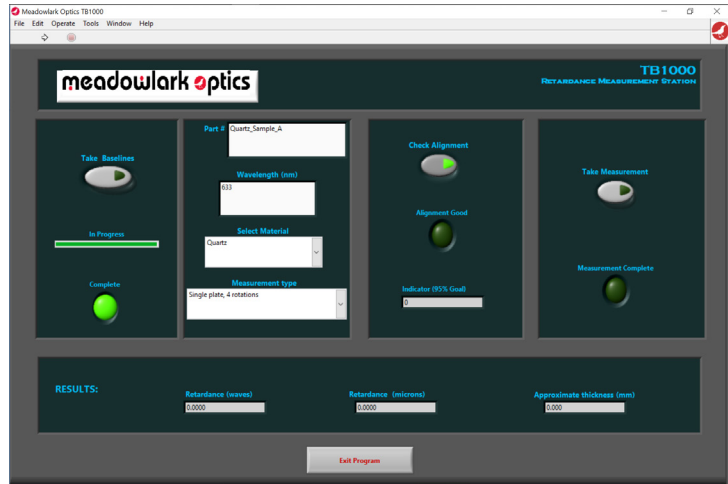 Meadowlark Optics TB1000
File Edit Operate Tools Window Help
meadowlark optics
TB1000
Retardance Measurement Station
Take Baselines
In Progress
Complete
Part #
Quartz_Sample_A
Wavelength (nm)
633
Select Material
Quartz
Measurement type
Single plate, 4 rotations
Check Alignment
Alignment Good
Indicator (95% Goal)
0
Take Measurement
Measurement Complete
RESULTS:
Retardance (waves)
0.0000
Retardance (microns)
0.0000
Approximate thickness (mm)
0.000
Exit Program